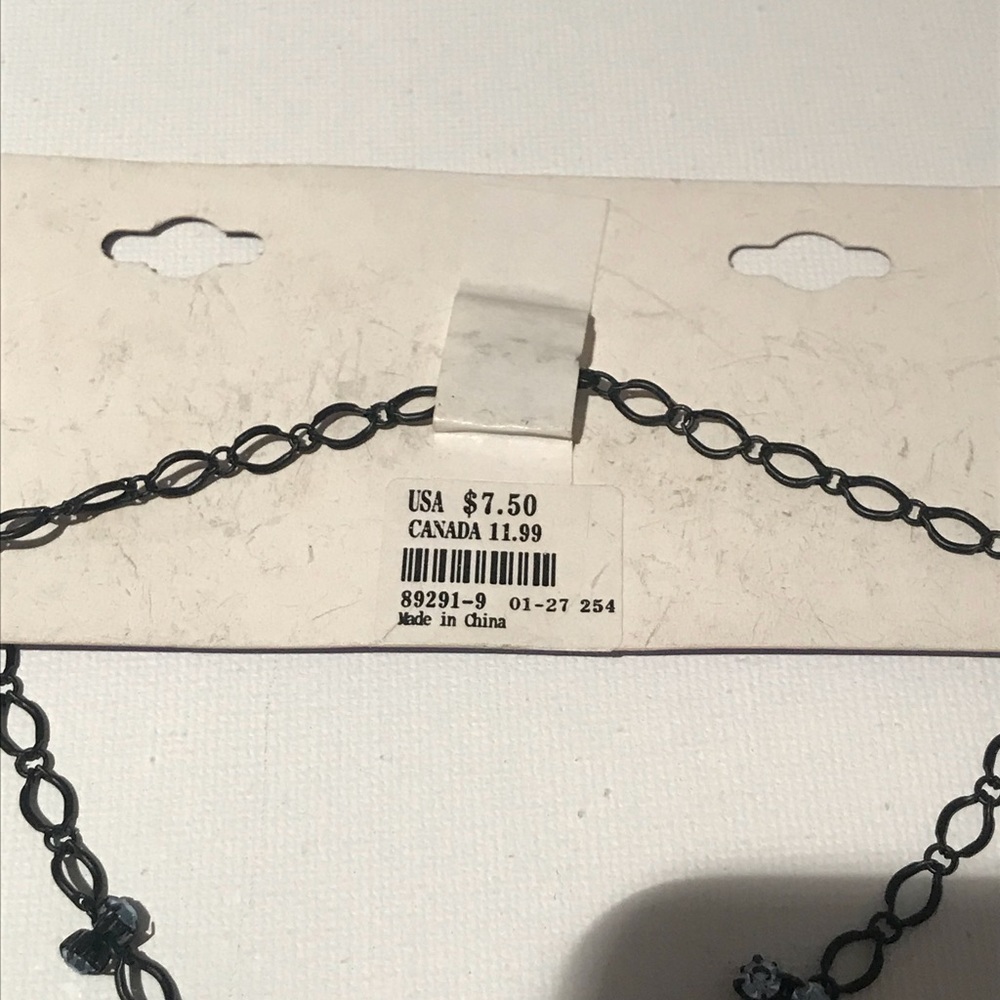 USA $7.50
CANADA 11.99
89291-9 01-27 254
Made in China